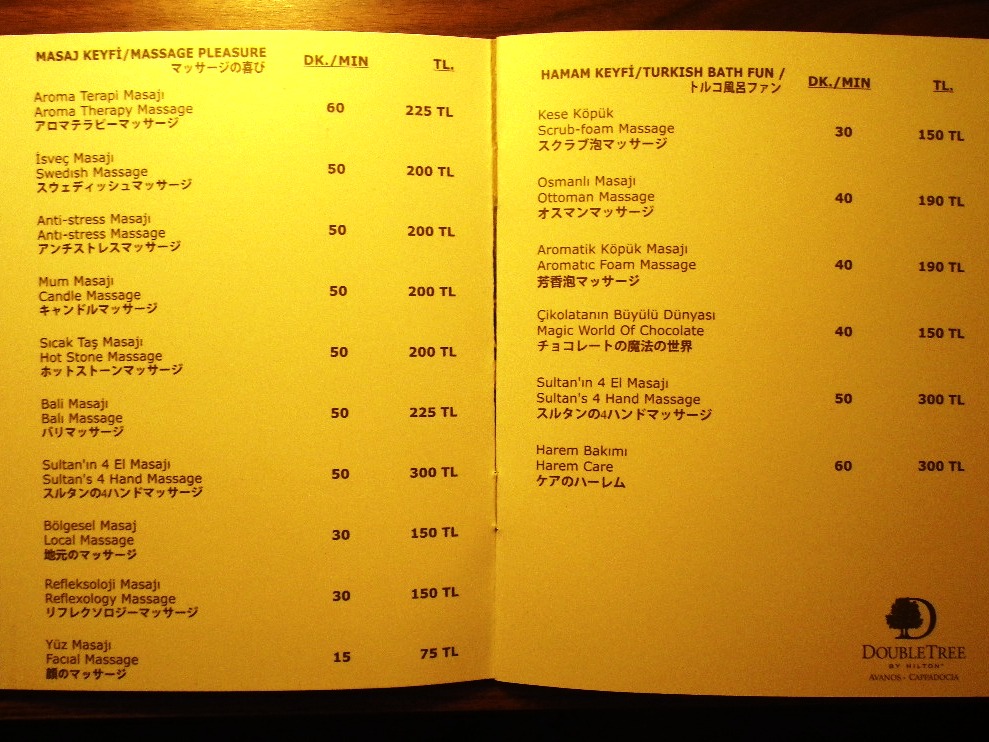 MASAJ KEYFİ/MASSAGE PLEASURE DK./MIN TL.
マッサージの喜び
Aroma Terapi Masajı
Aroma Therapy Massage 60 225 TL
アロマテラピーマッサージ
İsveç Masajı
Swedısh Massage 50 200 TL
スウェディッシュマッサージ
Anti-stress Masajı
Antı-stress Massage 50 200 TL
アンチストレスマッサージ
Mum Masajı
Candle Massage 50 200 TL
キャンドルマッサージ
Sıcak Taş Masajı
Hot Stone Massage 50 200 TL
ホットストーンマッサージ
Bali Masajı
Balı Massage 50 225 TL
バリマッサージ
Sultan'ın 4 El Masajı
Sultan's 4 Hand Massage 50 300 TL
スルタンの4ハンドマッサージ
Bölgesel Masaj
Local Massage 30 150 TL
地元のマッサージ
Refleksoloji Masajı
Reflexology Massage 30 150 TL
リフレクソロジーマッサージ
Yüz Masajı
Facıal Massage 15 75 TL
顔のマッサージ
HAMAM KEYFİ/TURKISH BATH FUN / DK./MIN TL.
トルコ風呂ファン
Kese Köpük
Scrub-foam Massage 30 150 TL
スクラブ泡マッサージ
Osmanlı Masajı
Ottoman Massage 40 190 TL
オスマンマッサージ
Aromatik Köpük Masajı
Aromatıc Foam Massage 40 190 TL
芳香泡マッサージ
Çikolatanın Büyülü Dünyası
Magic World Of Chocolate 40 150 TL
チョコレートの魔法の世界
Sultan'ın 4 El Masajı
Sultan's 4 Hand Massage 50 300 TL
スルタンの4ハンドマッサージ
Harem Bakımı
Harem Care 60 300 TL
ケアのハーレム
D
DOUBLETREE
BY HILTON™
AVANOS - CAPPADOCIA